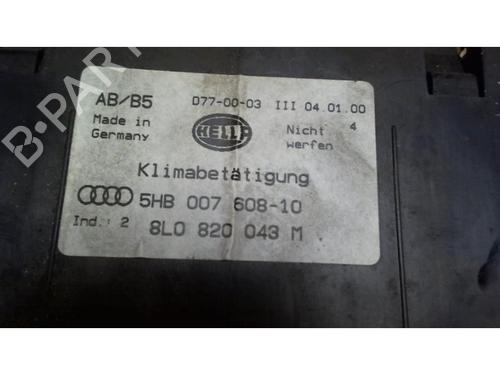 AB/B5 D77-00-03 III 04.01.00
Made in Germany
HELLA
Nicht werfen
4
Klimabetätigung
5HB 007 608-10
Ind.: 2 8L0 820 043 M